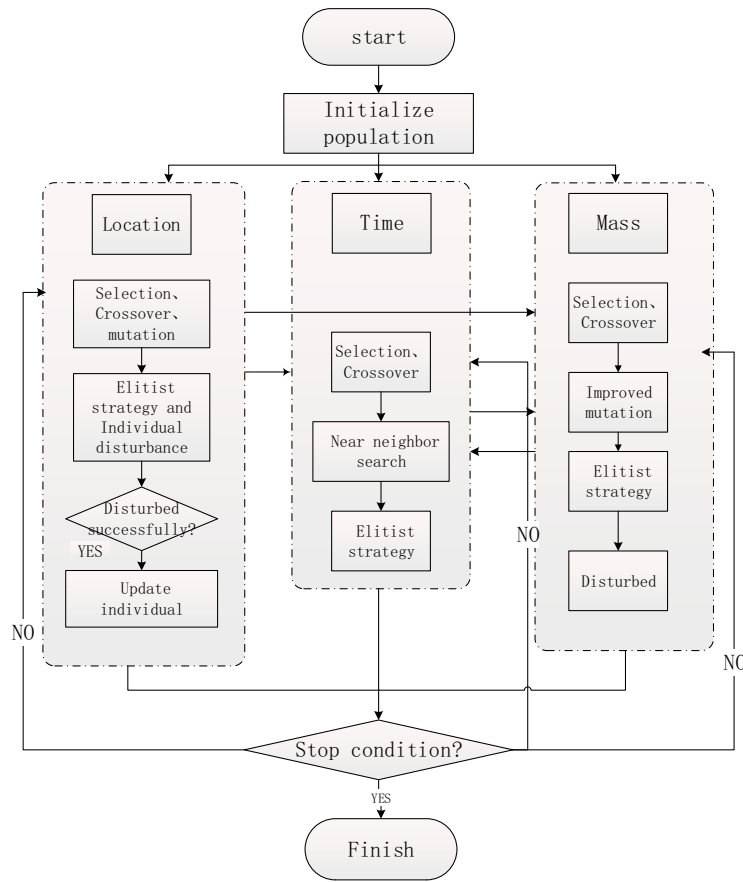 start
Initialize
population
Location
Selection、
Crossover、
mutation
Elitist
strategy and
Individual
disturbance
Disturbed
successfully?
YES
Update
individual
NO
Time
Selection、
Crossover
Near neighbor
search
Elitist
strategy
NO
Mass
Selection、
Crossover
Improved
mutation
Elitist
strategy
Disturbed
NO
Stop condition?
YES
Finish